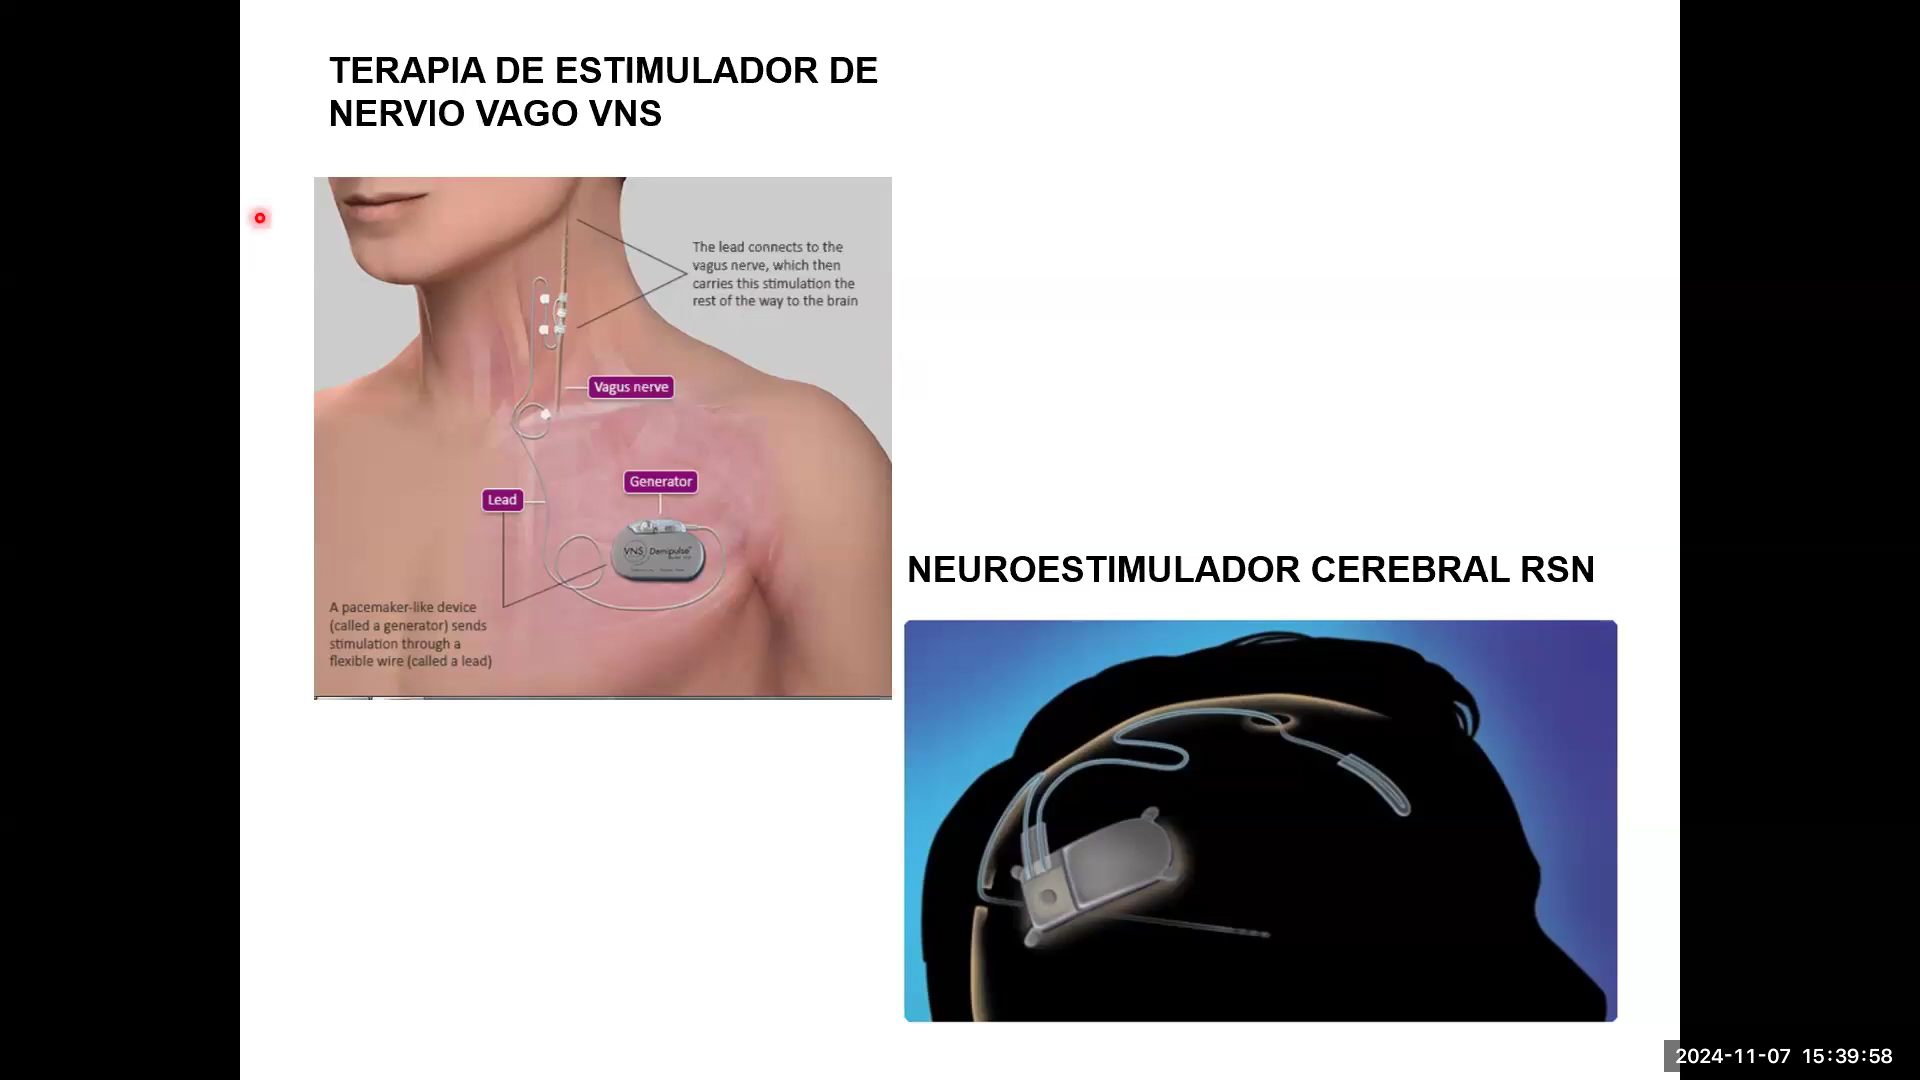 TERAPIA DE ESTIMULADOR DE
NERVIO VAGO VNS
The lead connects to the
vagus nerve, which then
carries this stimulation the
rest of the way to the brain
Vagus nerve
Generator
Lead
VNS Demipulse
A pacemaker-like device
(called a generator) sends
stimulation through a
flexible wire (called a lead)
NEUROESTIMULADOR CEREBRAL RSN
2024-11-07 15:39:58